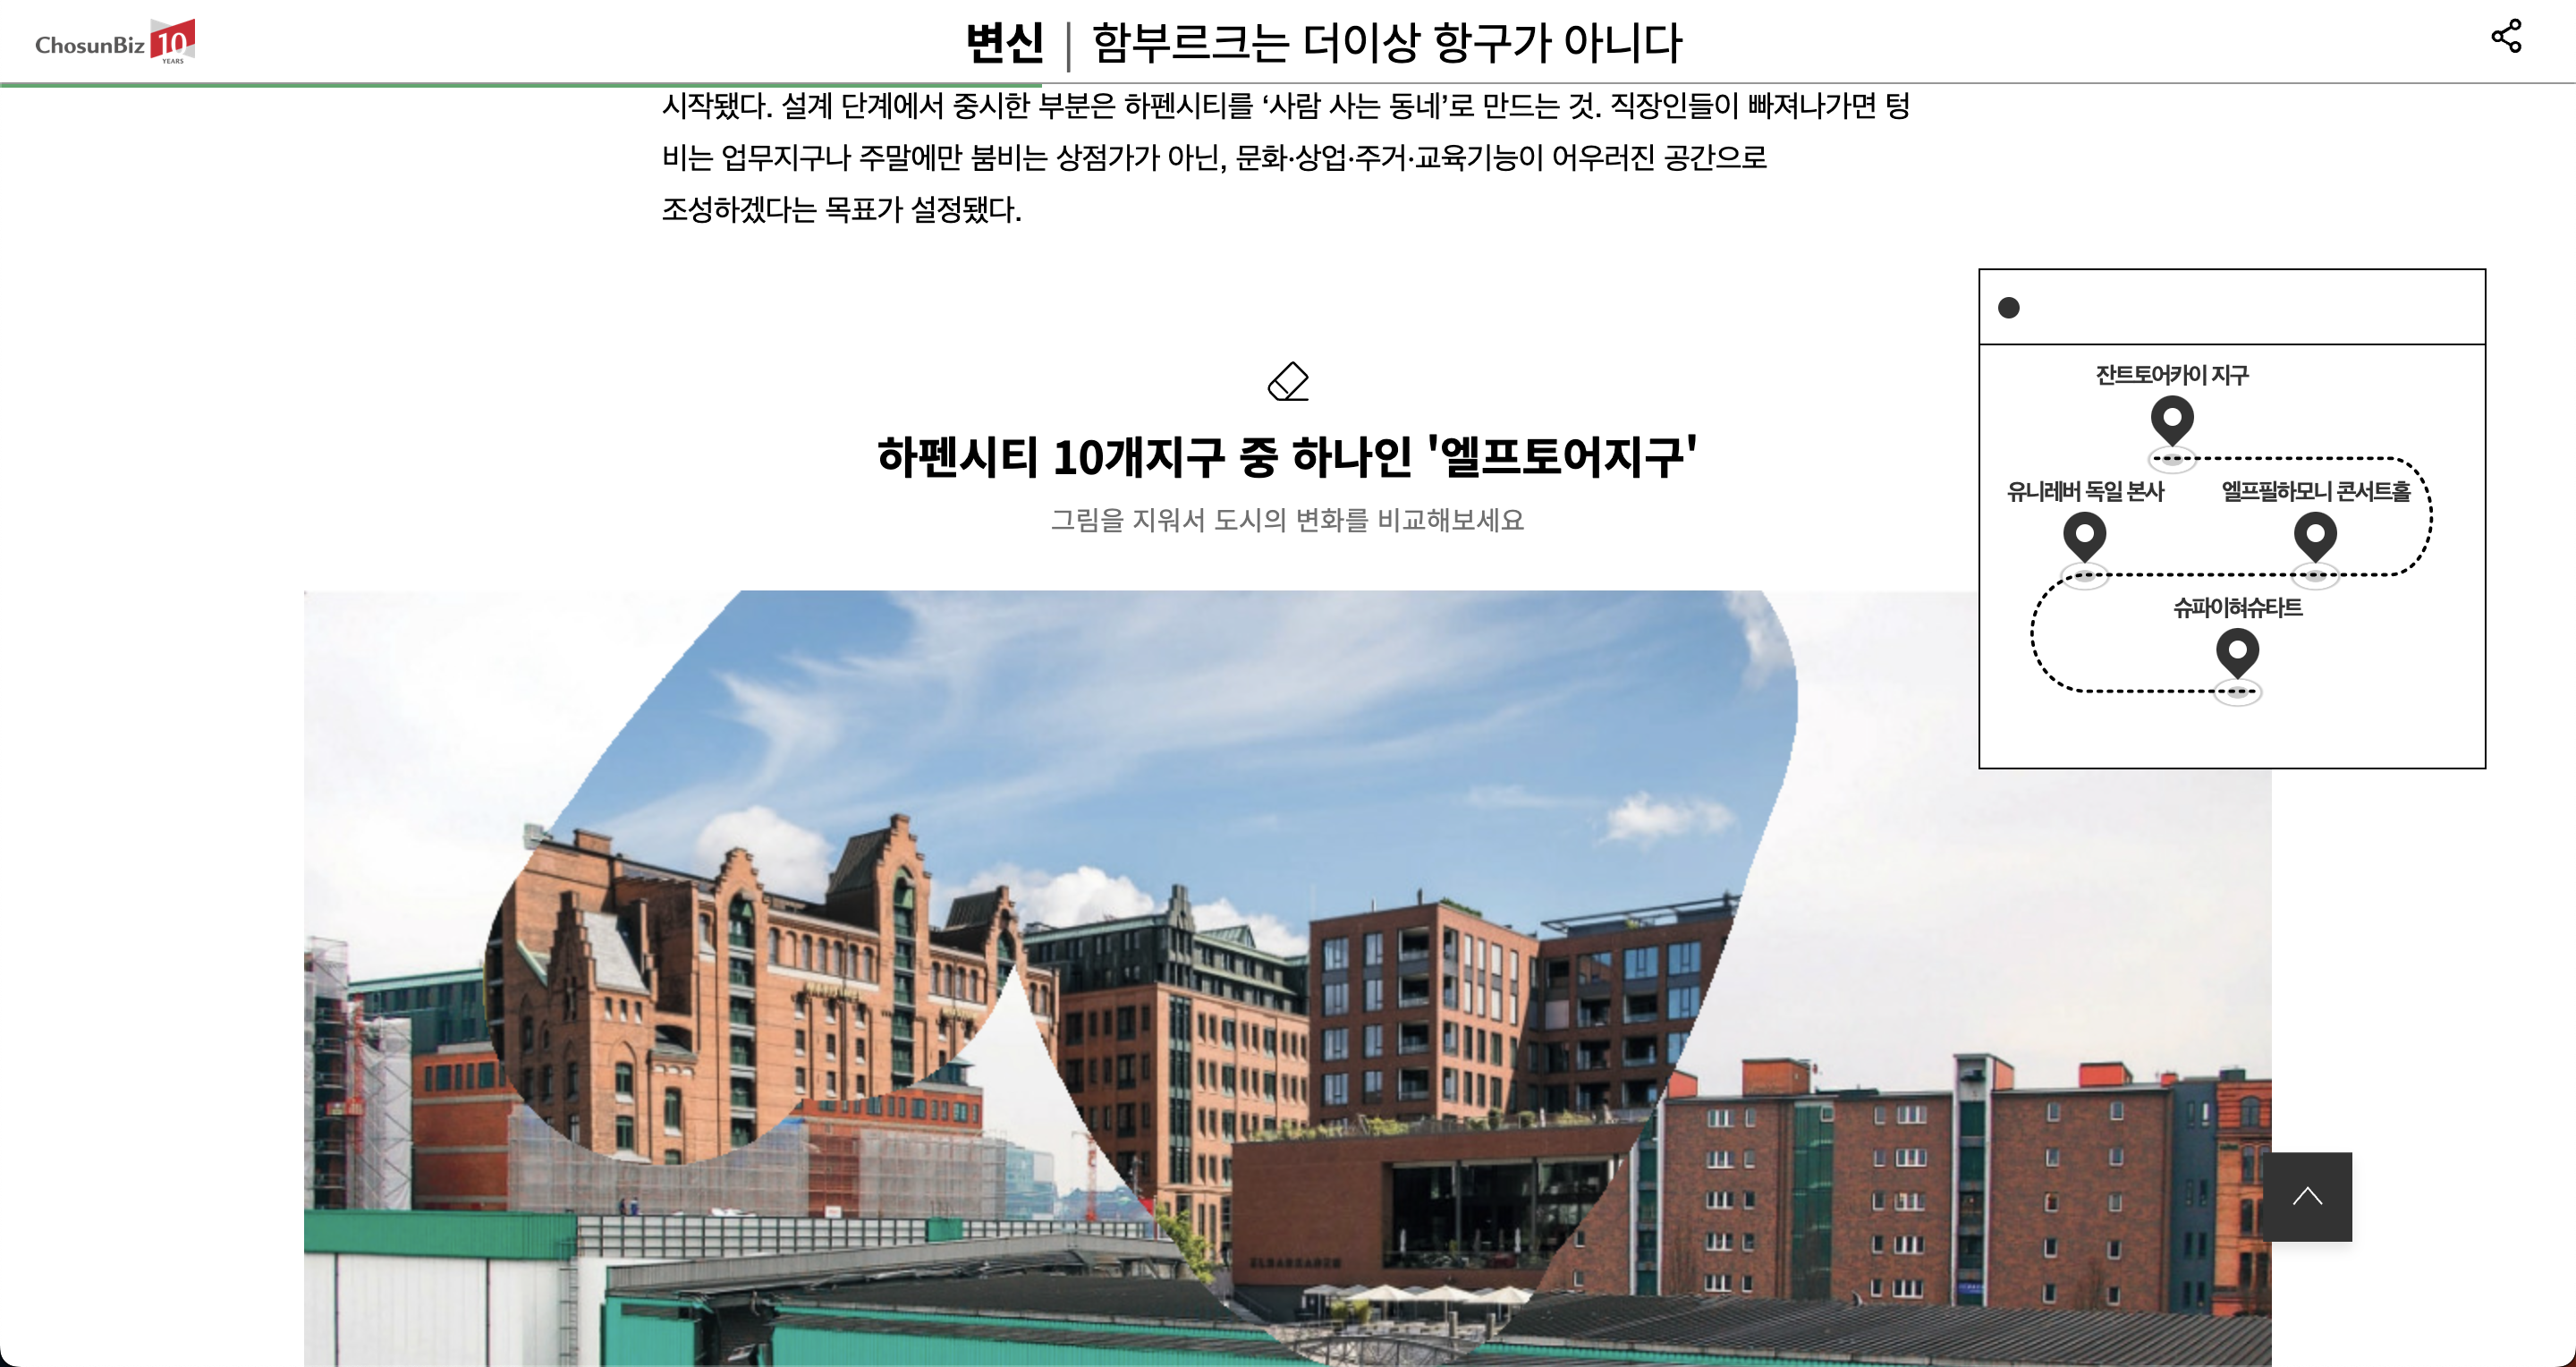 ChosunBiz 10
YEARS
변신 | 함부르크는 더이상 항구가 아니다
시작됐다. 설계 단계에서 중시한 부분은 하펜시티를 ‘사람 사는 동네’로 만드는 것. 직장인들이 빠져나가면 텅
비는 업무지구나 주말에만 붐비는 상점가가 아닌, 문화·상업·주거·교육기능이 어우러진 공간으로
조성하겠다는 목표가 설정됐다.
하펜시티 10개지구 중 하나인 '엘프토어지구'
그림을 지워서 도시의 변화를 비교해보세요
잔트토어카이 지구
유니레버 독일 본사
엘프필하모니 콘서트홀
슈파이혀슈타트